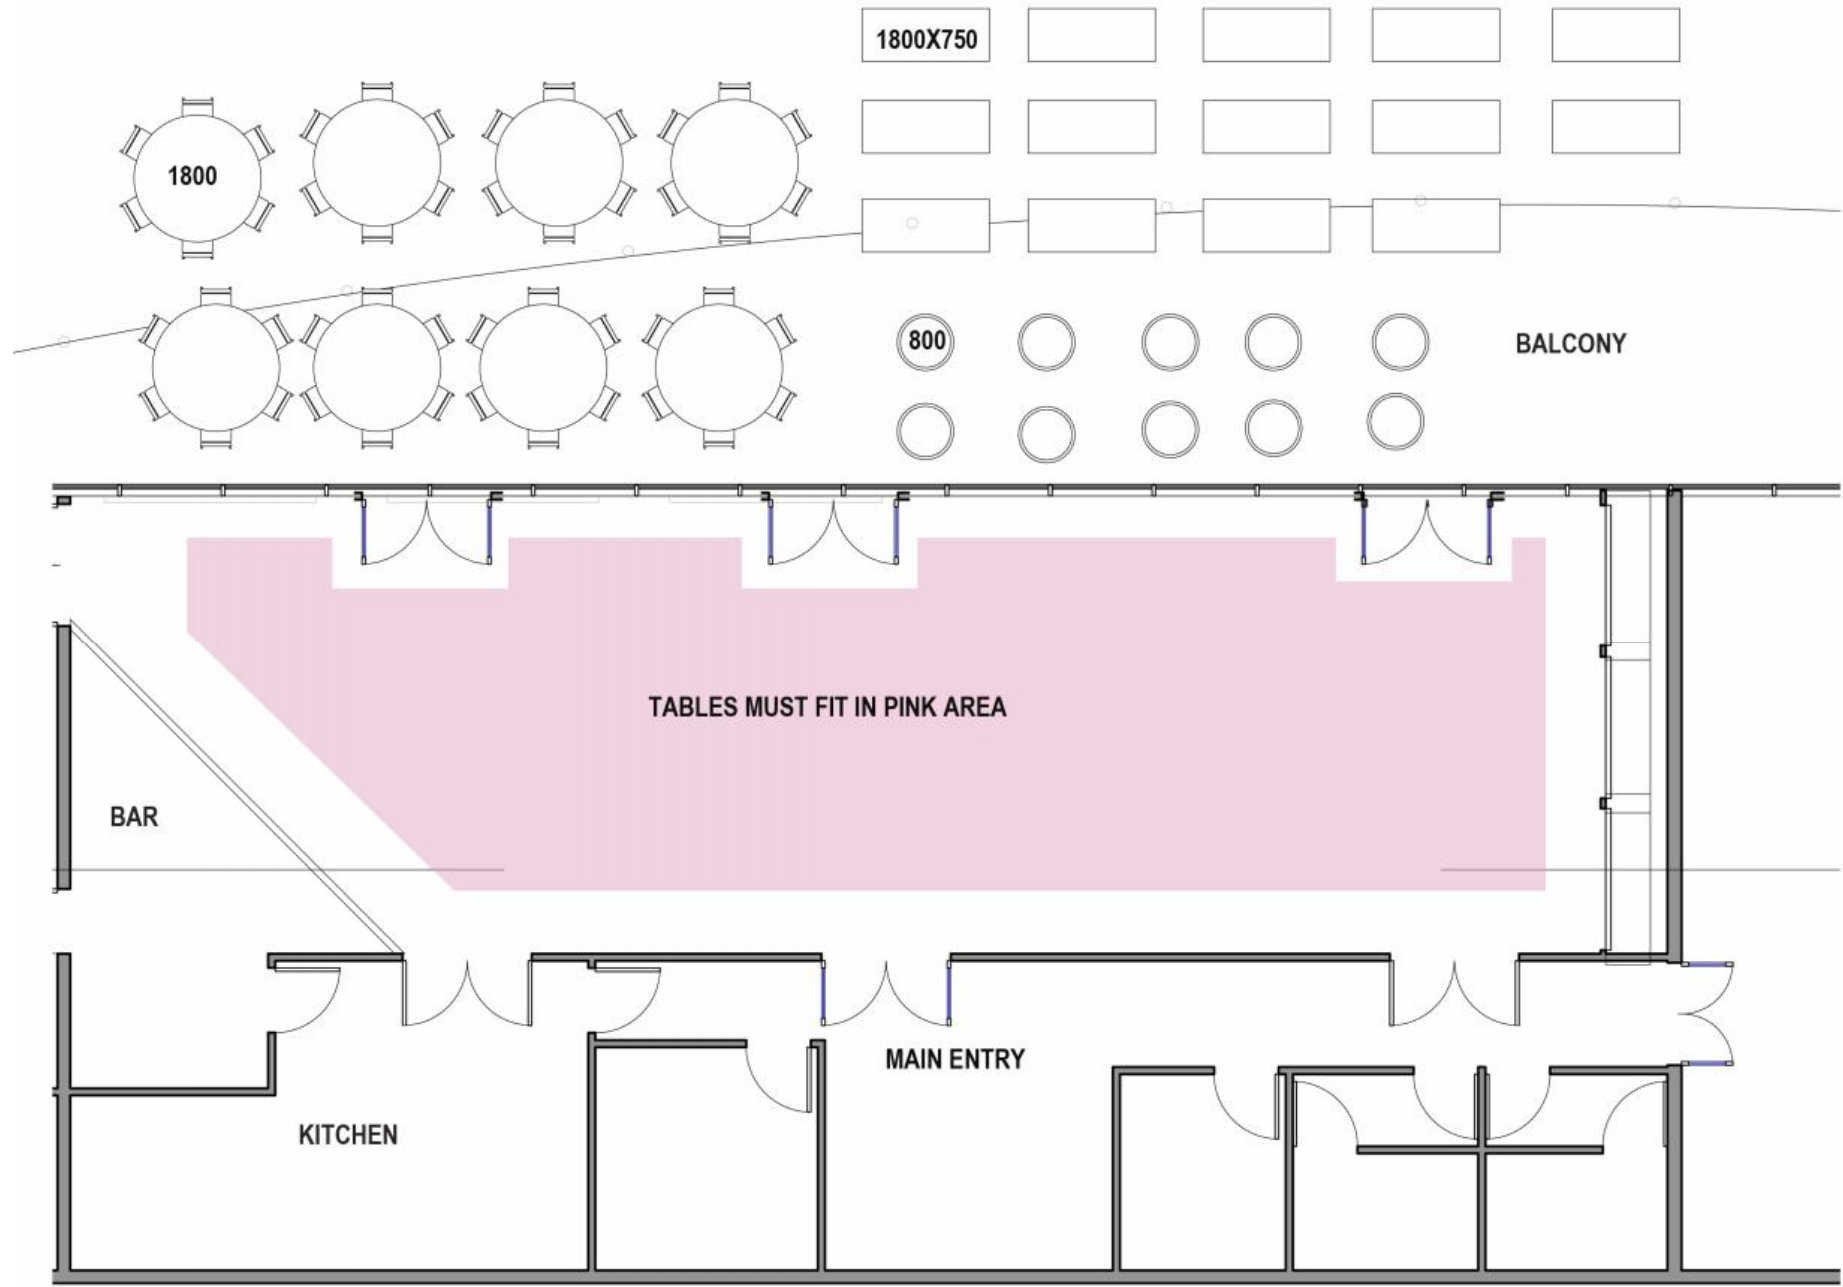 1800X750
1800
800
BALCONY
TABLES MUST FIT IN PINK AREA
BAR
MAIN ENTRY
KITCHEN